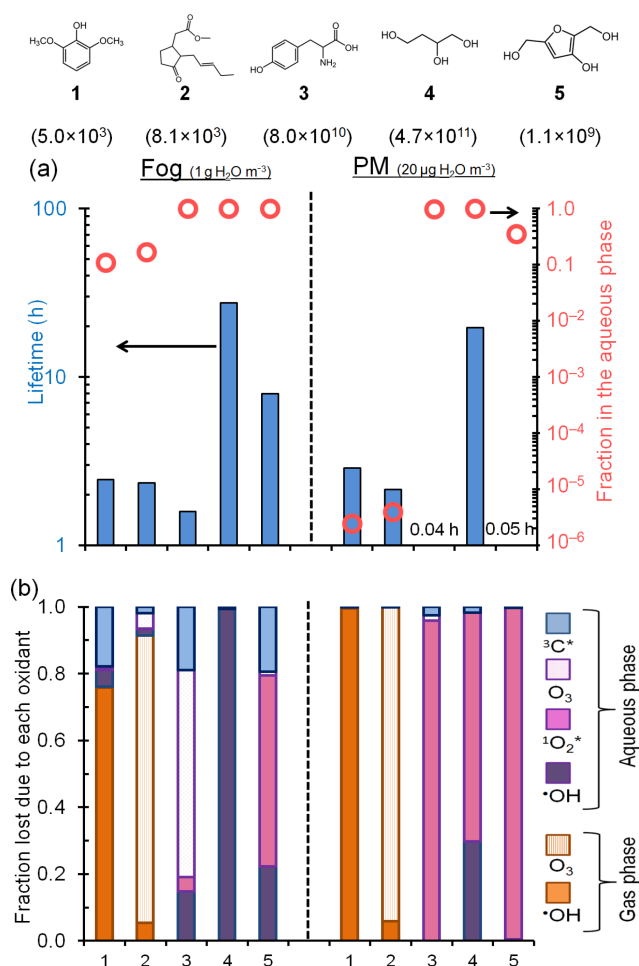 OH
H₃CO
OCH₃
O
O
O
O
OH
HO
NH₂
HO
OH
OH
HO
O
OH
OH
1 2 3 4 5
(5.0×10³) (8.1×10³) (8.0×10¹⁰) (4.7×10¹¹) (1.1×10⁹)
(a) Fog (1 g H₂O m⁻³) PM (20 µg H₂O m⁻³)
100
10
1
Lifetime (h)
0.04 h 0.05 h
1.0
0.1
10⁻²
10⁻³
10⁻⁴
10⁻⁵
10⁻⁶
Fraction in the aqueous phase
(b)
1.0
0.8
0.6
0.4
0.2
0.0
Fraction lost due to each oxidant
1 2 3 4 5 1 2 3 4 5
³C*
O₃
¹O₂*
•OH
Aqueous phase
O₃
•OH
Gas phase